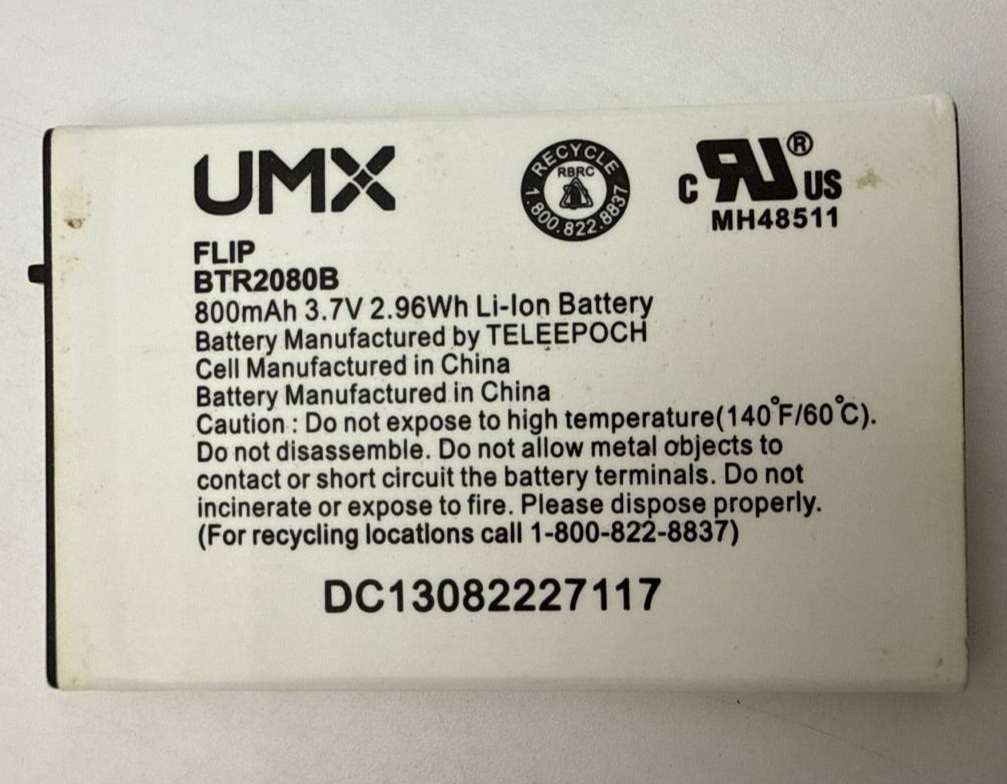 UMX
RECYCLE
RBRC
1.800.822.8837
C RU® US
MH48511
FLIP
BTR2080B
800mAh 3.7V 2.96Wh Li-Ion Battery
Battery Manufactured by TELEEPOCH
Cell Manufactured in China
Battery Manufactured in China
Caution : Do not expose to high temperature(140°F/60°C).
Do not disassemble. Do not allow metal objects to
contact or short circuit the battery terminals. Do not
incinerate or expose to fire. Please dispose properly.
(For recycling locations call 1-800-822-8837)
DC13082227117